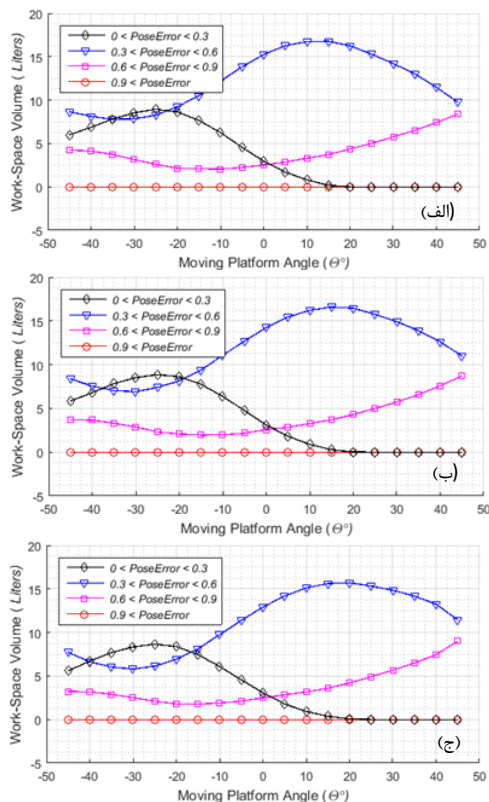 20
15
10
5
0
-5
Work-Space Volume ( Liters)
0 < PoseError < 0.3
0.3 < PoseError < 0.6
0.6 < PoseError < 0.9
0.9 < PoseError
(الف)
-50 -40 -30 -20 -10 0 10 20 30 40 50
Moving Platform Angle (Θ°)
20
15
10
5
0
-5
Work-Space Volume ( Liters)
0 < PoseError < 0.3
0.3 < PoseError < 0.6
0.6 < PoseError < 0.9
0.9 < PoseError
(ب)
-50 -40 -30 -20 -10 0 10 20 30 40 50
Moving Platform Angle (Θ°)
20
15
10
5
0
-5
Work-Space Volume ( Liters)
0 < PoseError < 0.3
0.3 < PoseError < 0.6
0.6 < PoseError < 0.9
0.9 < PoseError
(ج)
-50 -40 -30 -20 -10 0 10 20 30 40 50
Moving Platform Angle (Θ°)